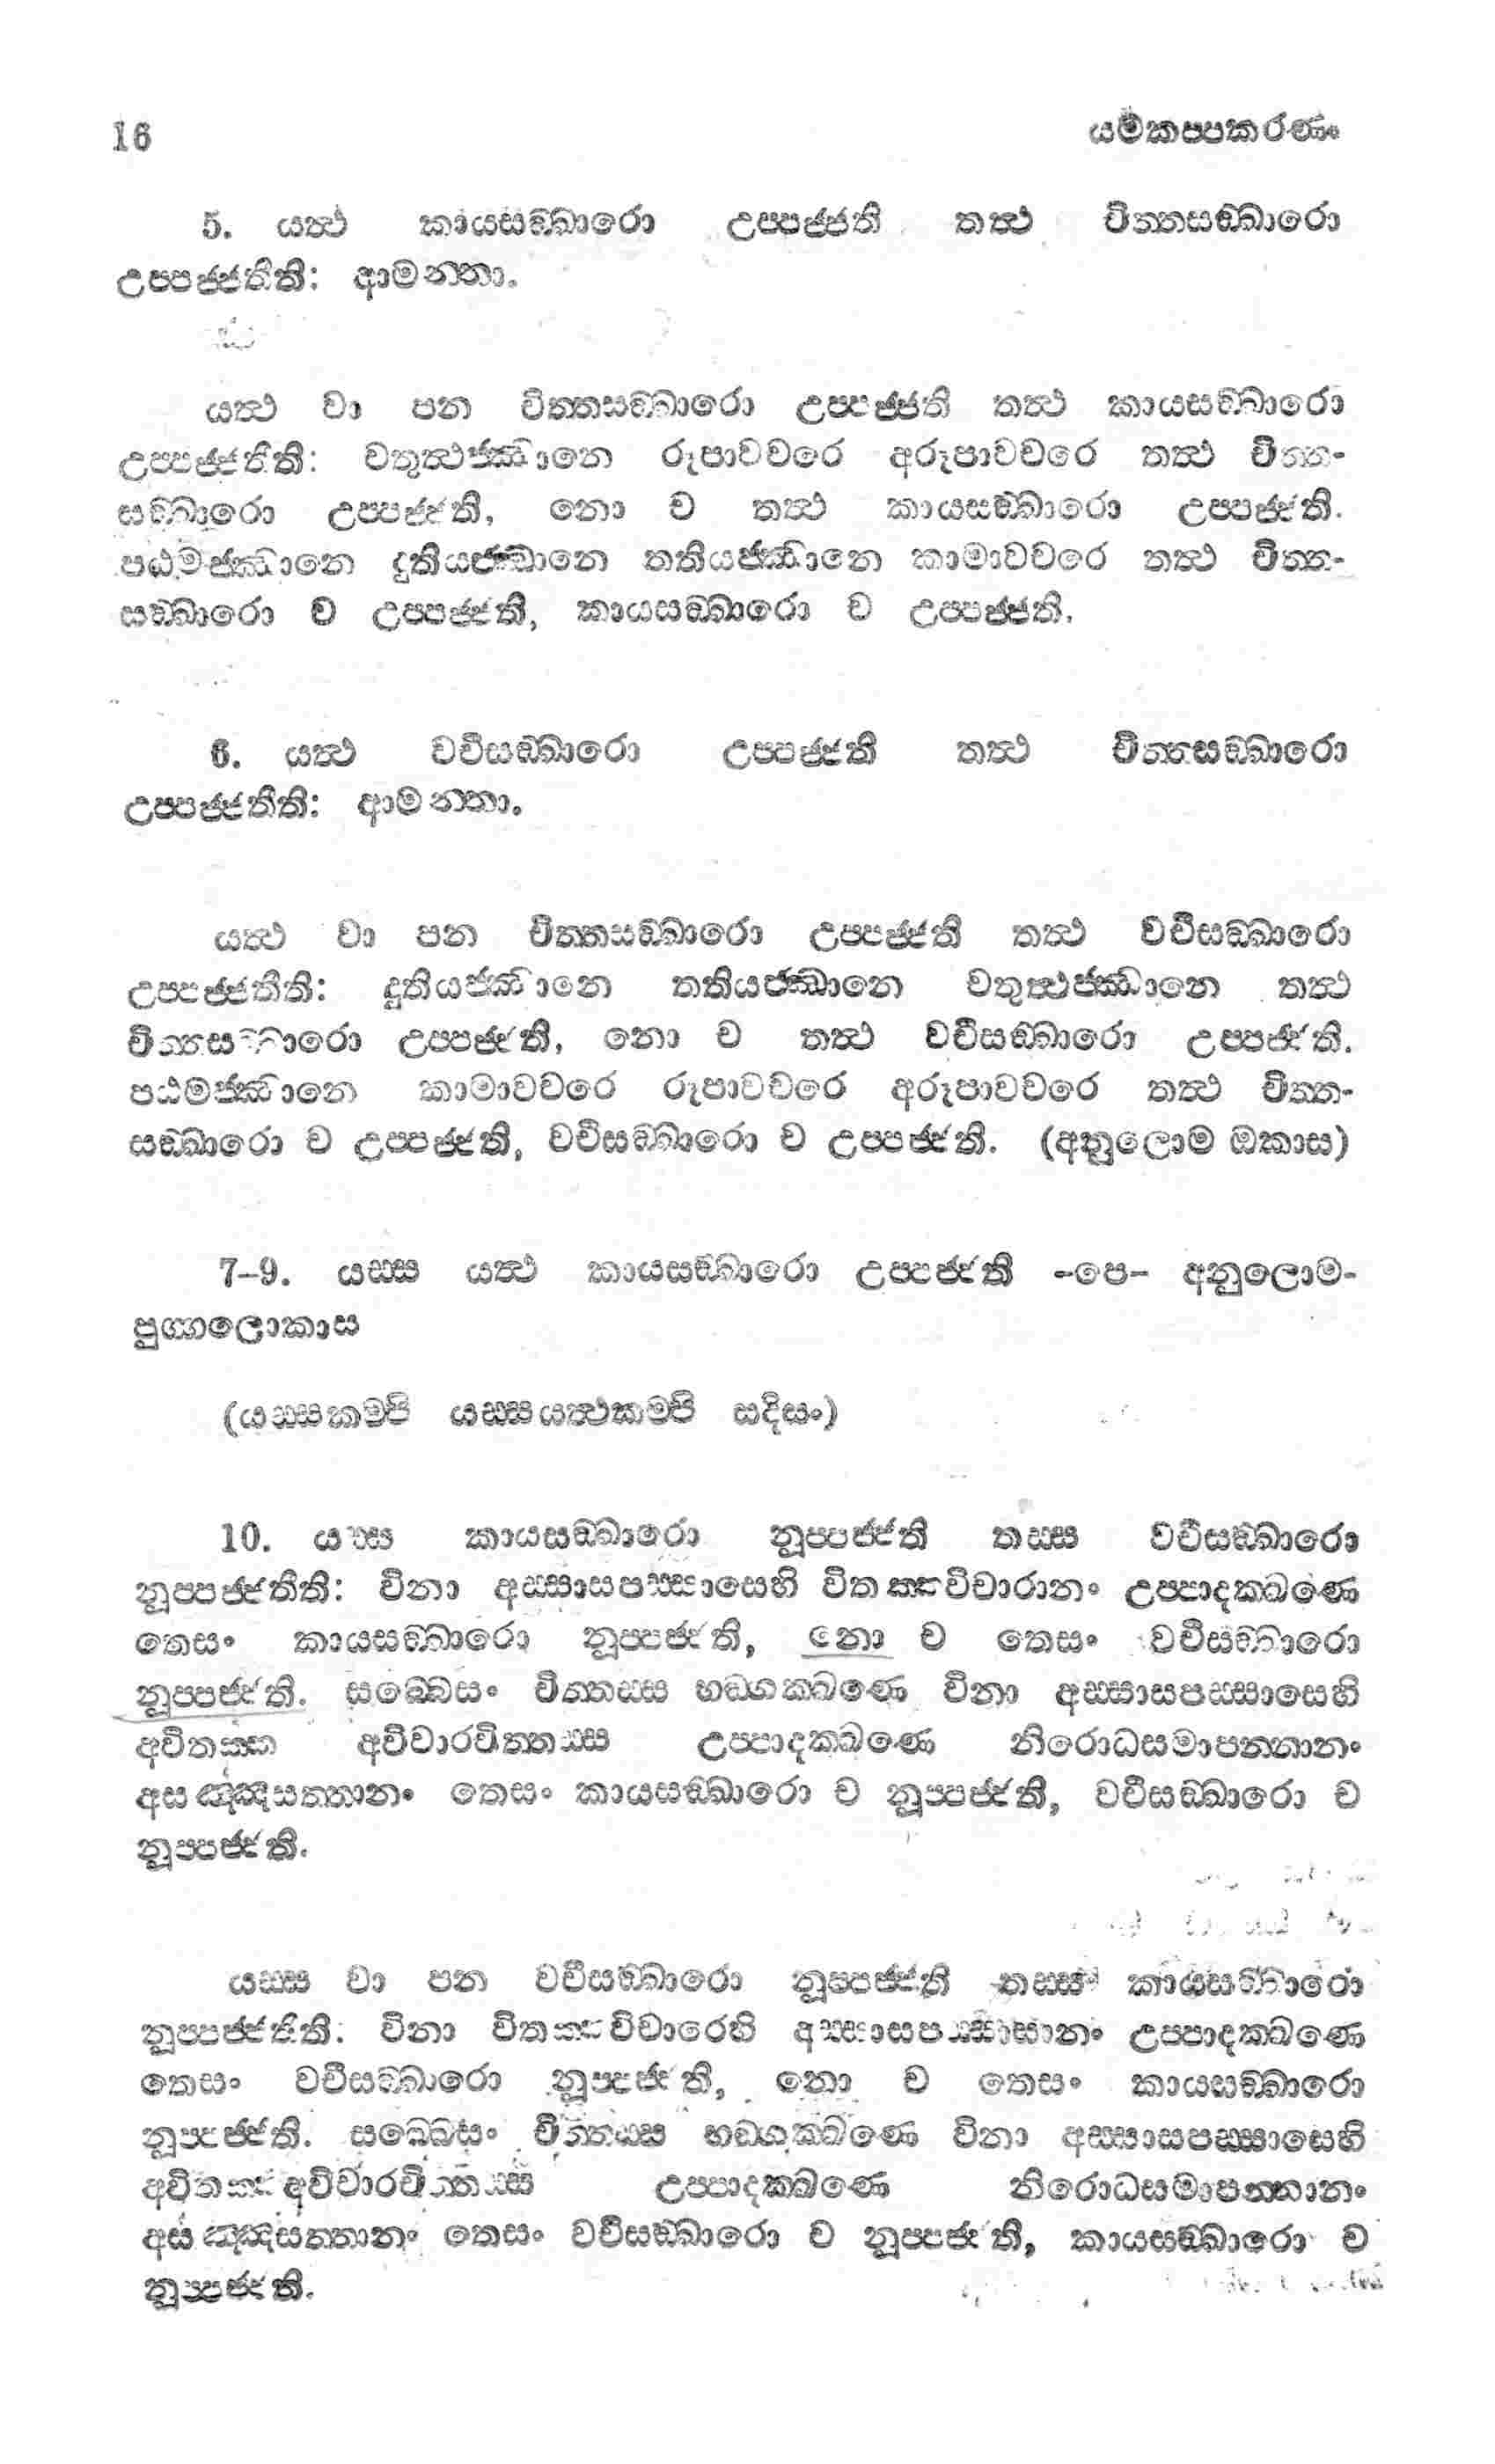 16 යමකප්පකරණං
5. යත්ථ කායසඞ්ඛාරො උප්පජ්ජති තත්ථ චිත්තසඞ්ඛාරො
උප්පජ්ජතීති: ආමන්තා.
යත්ථ වා පන චිත්තසඞ්ඛාරො උප්පජ්ජති තත්ථ කායසඞ්ඛාරො
උප්පජ්ජතීති: චතුත්ථජ්ඣානෙ රූපාවචරෙ අරූපාවචරෙ තත්ථ චිත්ත-
සඞ්ඛාරො උප්පජ්ජති, නො ච තත්ථ කායසඞ්ඛාරො උප්පජ්ජති.
පඨමජ්ඣානෙ දුතියජ්ඣානෙ තතියජ්ඣානෙ කාමාවචරෙ තත්ථ චිත්ත-
සඞ්ඛාරො ච උප්පජ්ජති, කායසඞ්ඛාරො ච උප්පජ්ජති.
6. යත්ථ වචීසඞ්ඛාරො උප්පජ්ජති තත්ථ චිත්තසඞ්ඛාරො
උප්පජ්ජතීති: ආමන්තා.
යත්ථ වා පන චිත්තසඞ්ඛාරො උප්පජ්ජති තත්ථ වචීසඞ්ඛාරො
උප්පජ්ජතීති: දුතියජ්ඣානෙ තතියජ්ඣානෙ චතුත්ථජ්ඣානෙ තත්ථ
චිත්තසඞ්ඛාරො උප්පජ්ජති, නො ච තත්ථ වචීසඞ්ඛාරො උප්පජ්ජති.
පඨමජ්ඣානෙ කාමාවචරෙ රූපාවචරෙ අරූපාවචරෙ තත්ථ චිත්ත-
සඞ්ඛාරො ච උප්පජ්ජති, වචීසඞ්ඛාරො ච උප්පජ්ජති. (අනුලොම ඔකාස)
7–9. යස්ස යත්ථ කායසඞ්ඛාරො උප්පජ්ජති -පෙ- අනුලොම-
පුග්ගලොකාස
(යස්සකම්පි යස්සයත්ථකම්පි සදිසං)
10. යස්ස කායසඞ්ඛාරො නූප්පජ්ජති තස්ස වචීසඞ්ඛාරො
නූප්පජ්ජතීති: විනා අස්සාසපස්සාසෙහි විතක්කවිචාරානං උප්පාදක්ඛණෙ
තෙසං කායසඞ්ඛාරො නූප්පජ්ජති, නො ච තෙසං වචීසඞ්ඛාරො
නූප්පජ්ජති. සබ්බෙසං චිත්තස්ස භඞ්ගක්ඛණෙ විනා අස්සාසපස්සාසෙහි
අවිතක්ක අවිචාරචිත්තස්ස උප්පාදක්ඛණෙ නිරොධසමාපන්නානං
අසඤ්ඤසත්තානං තෙසං කායසඞ්ඛාරො ච නූප්පජ්ජති, වචීසඞ්ඛාරො ච
නූප්පජ්ජති.
යස්ස වා පන වචීසඞ්ඛාරො නූප්පජ්ජති තස්ස කායසඞ්ඛාරො
නූප්පජ්ජතීති: විනා විතක්කවිචාරෙහි අස්සාසපස්සාසානං උප්පාදක්ඛණෙ
තෙසං වචීසඞ්ඛාරො නූප්පජ්ජති, නො ච තෙසං කායසඞ්ඛාරො
නූප්පජ්ජති. සබ්බෙසං චිත්තස්ස භඞ්ගක්ඛණෙ විනා අස්සාසපස්සාසෙහි
අවිතක්ක අවිචාරචිත්තස්ස උප්පාදක්ඛණෙ නිරොධසමාපන්නානං
අසඤ්ඤසත්තානං තෙසං වචීසඞ්ඛාරො ච නූප්පජ්ජති, කායසඞ්ඛාරො ච
නූප්පජ්ජති.